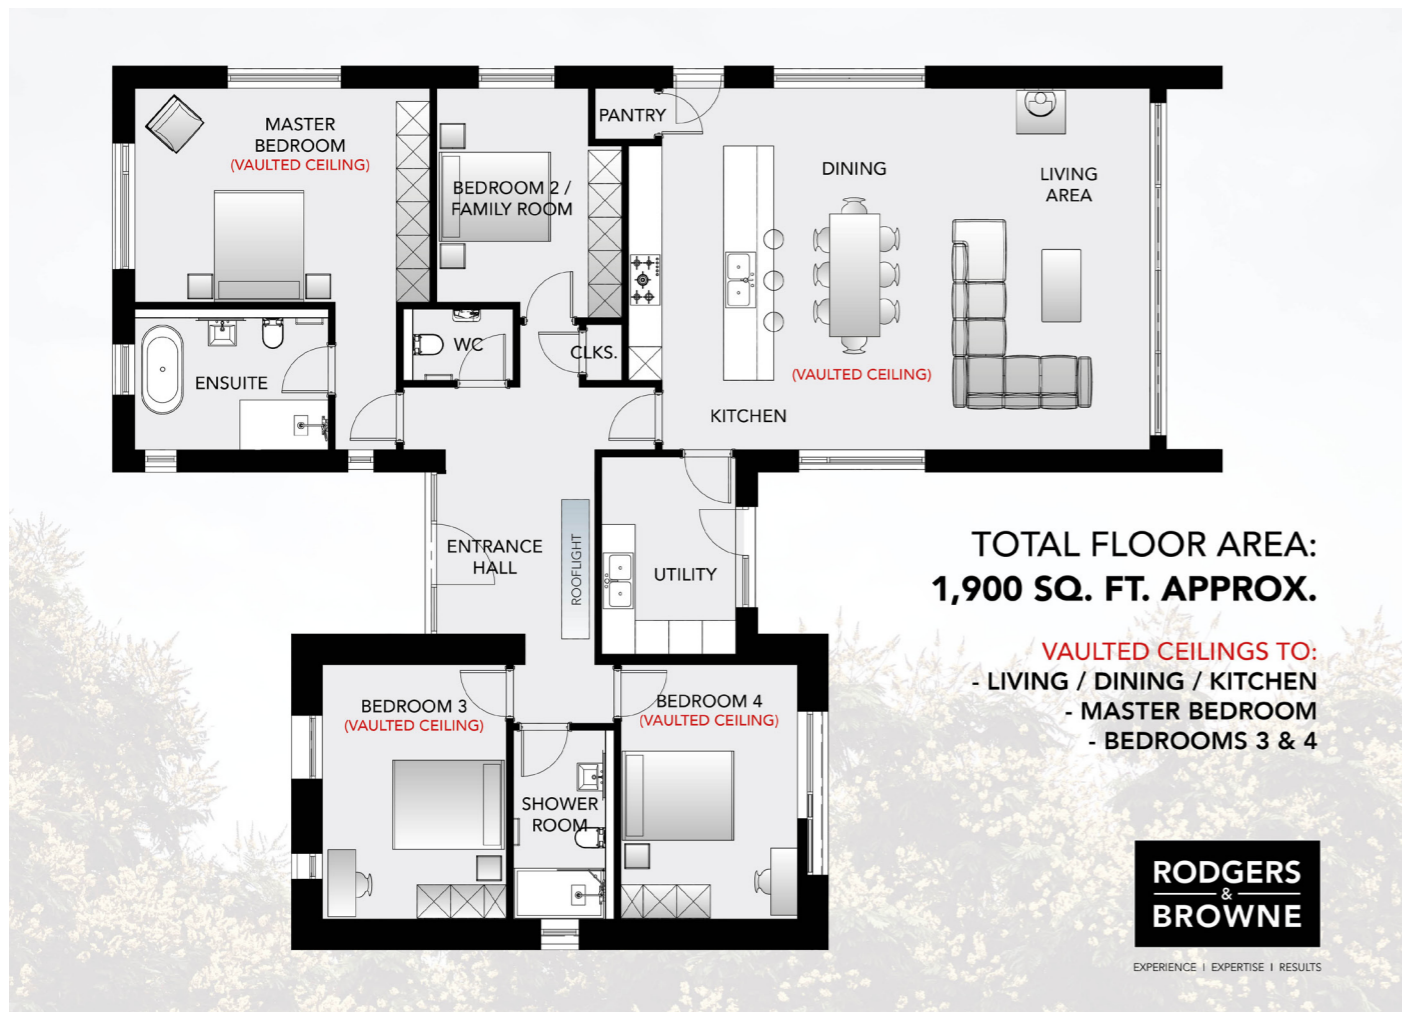 MASTER
BEDROOM
(VAULTED CEILING)
BEDROOM 2 /
FAMILY ROOM
PANTRY
DINING
LIVING
AREA
WC
CLKS.
ENSUITE
(VAULTED CEILING)
KITCHEN
ENTRANCE
HALL
ROOFLIGHT
UTILITY
TOTAL FLOOR AREA:
1,900 SQ. FT. APPROX.
VAULTED CEILINGS TO:
- LIVING / DINING / KITCHEN
- MASTER BEDROOM
- BEDROOMS 3 & 4
BEDROOM 3
(VAULTED CEILING)
BEDROOM 4
(VAULTED CEILING)
SHOWER
ROOM
RODGERS
&
BROWNE
EXPERIENCE | EXPERTISE | RESULTS